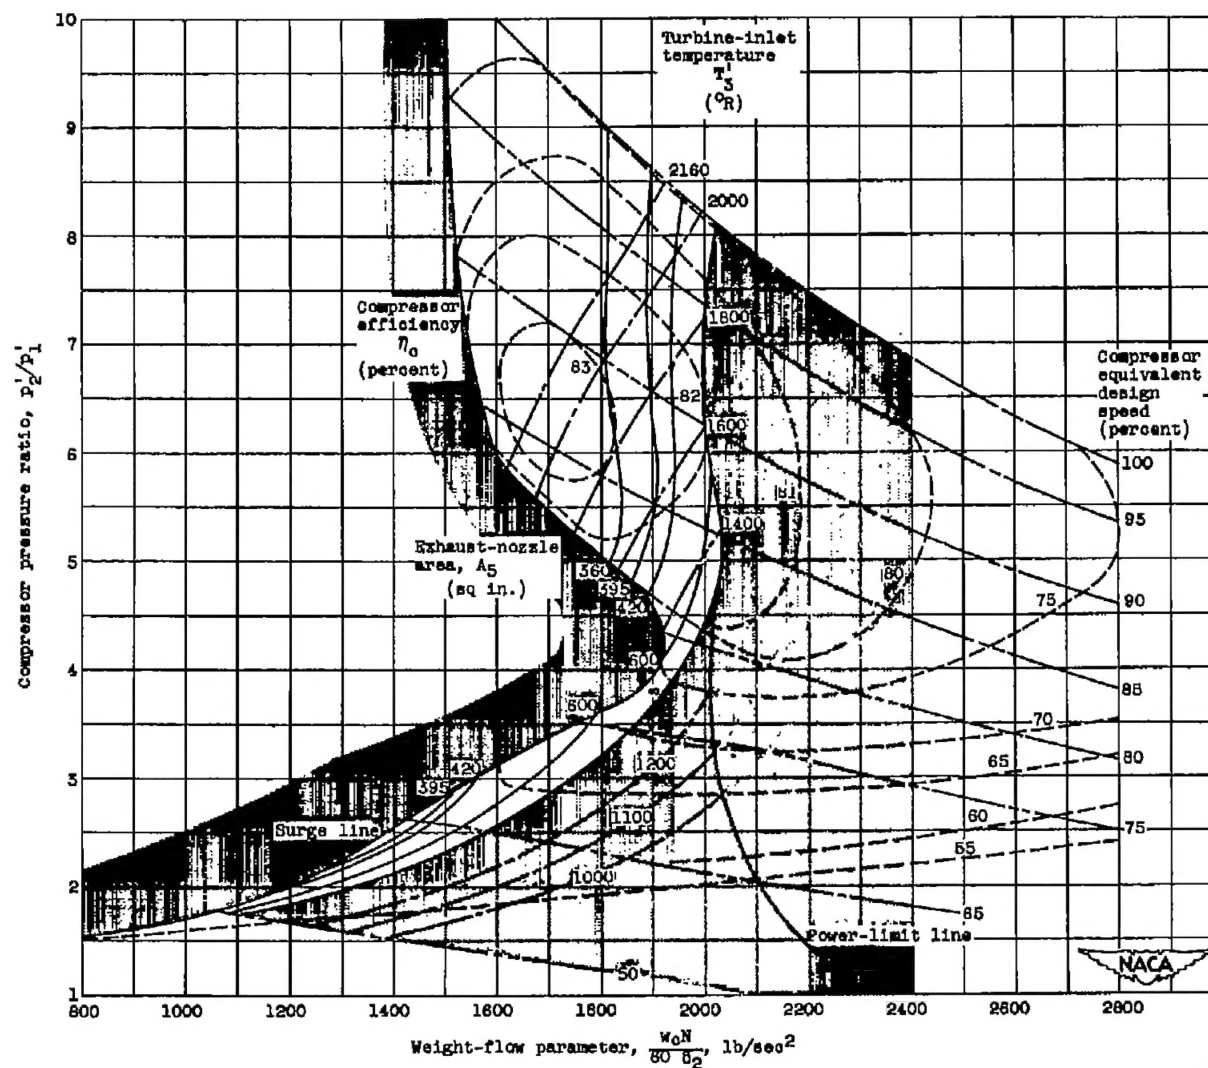 Turbine-inlet
temperature
T'3
(°R)
10
9
8
7
6
5
4
3
2
1
Compressor pressure ratio, p'2/p'1
2160
2000
1800
1600
1400
1200
1100
1000
Compressor
efficiency
ηc
(percent)
83
82
81
80
75
70
65
60
55
Compressor
equivalent
design
speed
(percent)
100
95
90
85
80
75
65
50
Exhaust-nozzle
area, A5
(sq in.)
360
395
420
600
600
420
395
Surge line
Power-limit line
NACA
800
1000
1200
1400
1600
1800
2000
2200
2400
2600
2800
Weight-flow parameter, wcN / 60 δ2, lb/sec²